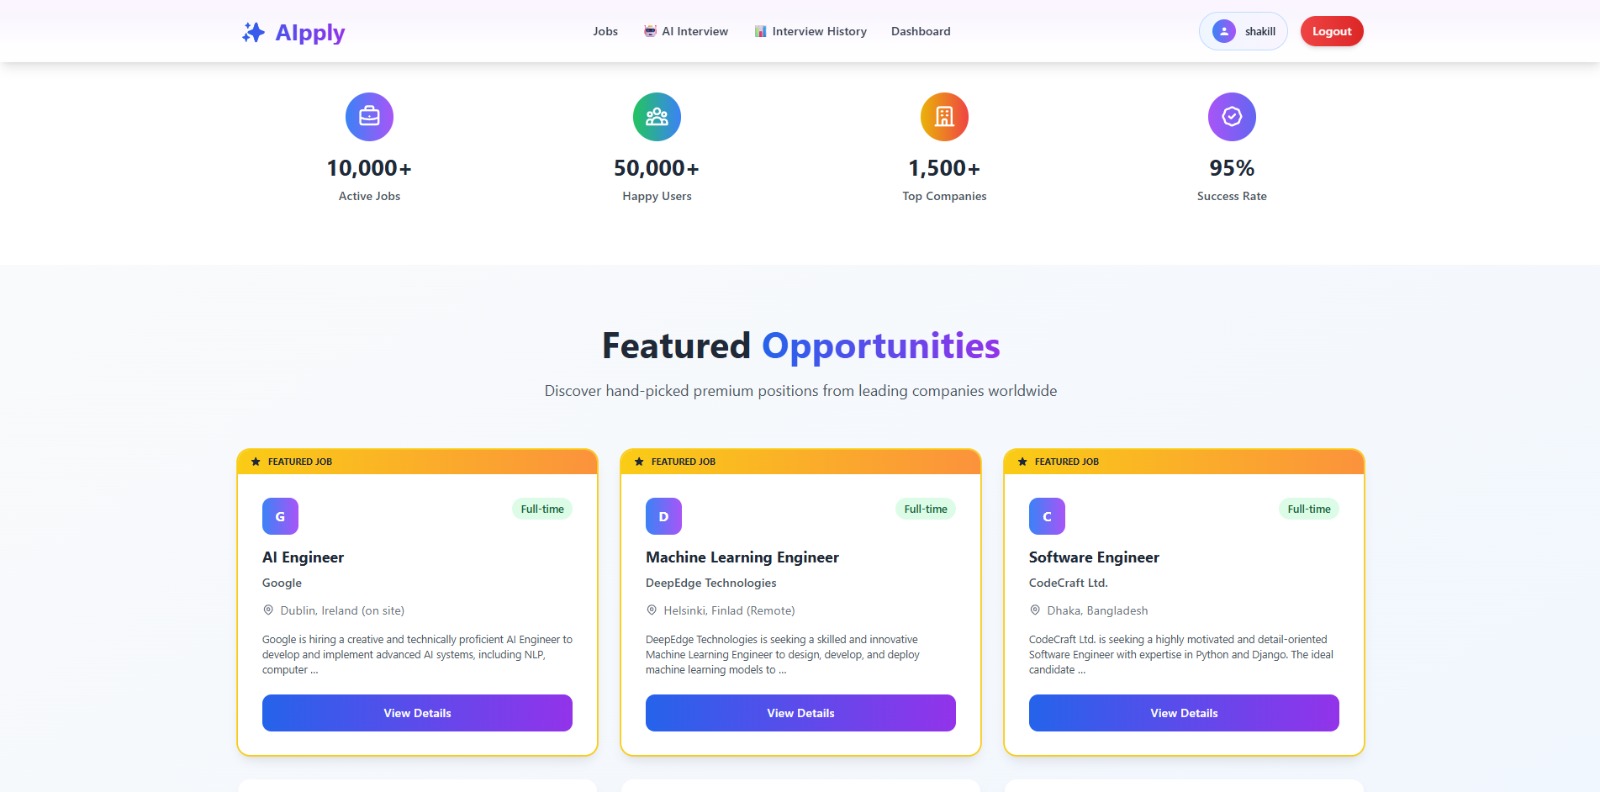 AIpply
Jobs
AI Interview
Interview History
Dashboard
shakill
Logout
10,000+
Active Jobs
50,000+
Happy Users
1,500+
Top Companies
95%
Success Rate
Featured Opportunities
Discover hand-picked premium positions from leading companies worldwide
FEATURED JOB
G
Full-time
AI Engineer
Google
Dublin, Ireland (on site)
Google is hiring a creative and technically proficient AI Engineer to
develop and implement advanced AI systems, including NLP,
computer ...
View Details
FEATURED JOB
D
Full-time
Machine Learning Engineer
DeepEdge Technologies
Helsinki, Finlad (Remote)
DeepEdge Technologies is seeking a skilled and innovative
Machine Learning Engineer to design, develop, and deploy
machine learning models to ...
View Details
FEATURED JOB
C
Full-time
Software Engineer
CodeCraft Ltd.
Dhaka, Bangladesh
CodeCraft Ltd. is seeking a highly motivated and detail-oriented
Software Engineer with expertise in Python and Django. The ideal
candidate ...
View Details